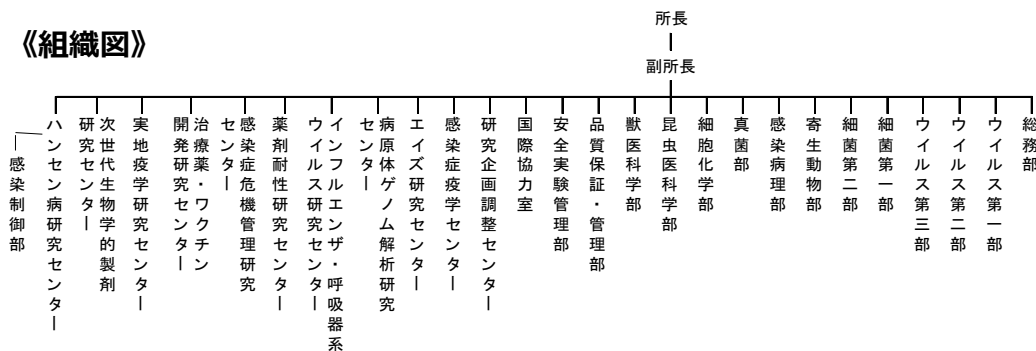 《組織図》
所長
副所長
総務部
ウイルス第一部
ウイルス第二部
ウイルス第三部
細菌第一部
細菌第二部
寄生動物部
感染病理部
真菌部
細胞化学部
昆虫医科学部
獣医科学部
品質保証・管理部
安全実験管理部
国際協力室
研究企画調整センター
感染症疫学センター
エイズ研究センター
病原体ゲノム解析研究
センター
インフルエンザ・呼吸器系
ウイルス研究センター
薬剤耐性研究センター
感染症危機管理研究
センター
治療薬・ワクチン
開発研究センター
実地疫学研究センター
次世代生物学的製剤
研究センター
ハンセン病研究センター
感染制御部